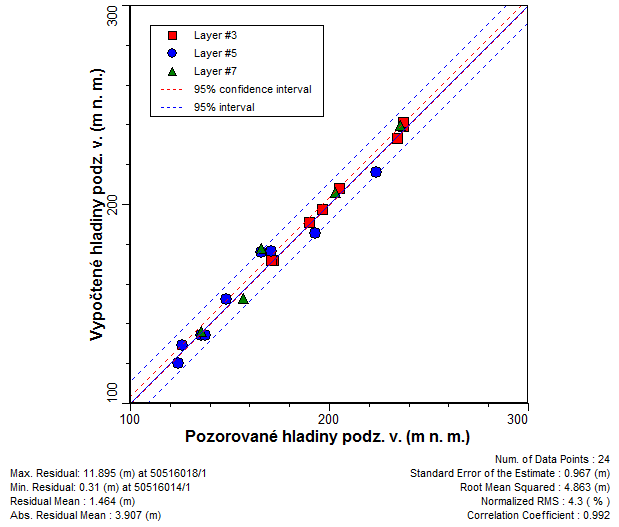 300
Layer #3
Layer #5
Layer #7
95% confidence interval
95% interval
Vypočtené hladiny podz. v. (m n. m.)
200
100
100
200
300
Pozorované hladiny podz. v. (m n. m.)
Num. of Data Points : 24
Max. Residual: 11.895 (m) at 50516018/1
Standard Error of the Estimate : 0.967 (m)
Min. Residual: 0.31 (m) at 50516014/1
Root Mean Squared : 4.863 (m)
Residual Mean : 1.464 (m)
Normalized RMS : 4.3 ( % )
Abs. Residual Mean : 3.907 (m)
Correlation Coefficient : 0.992